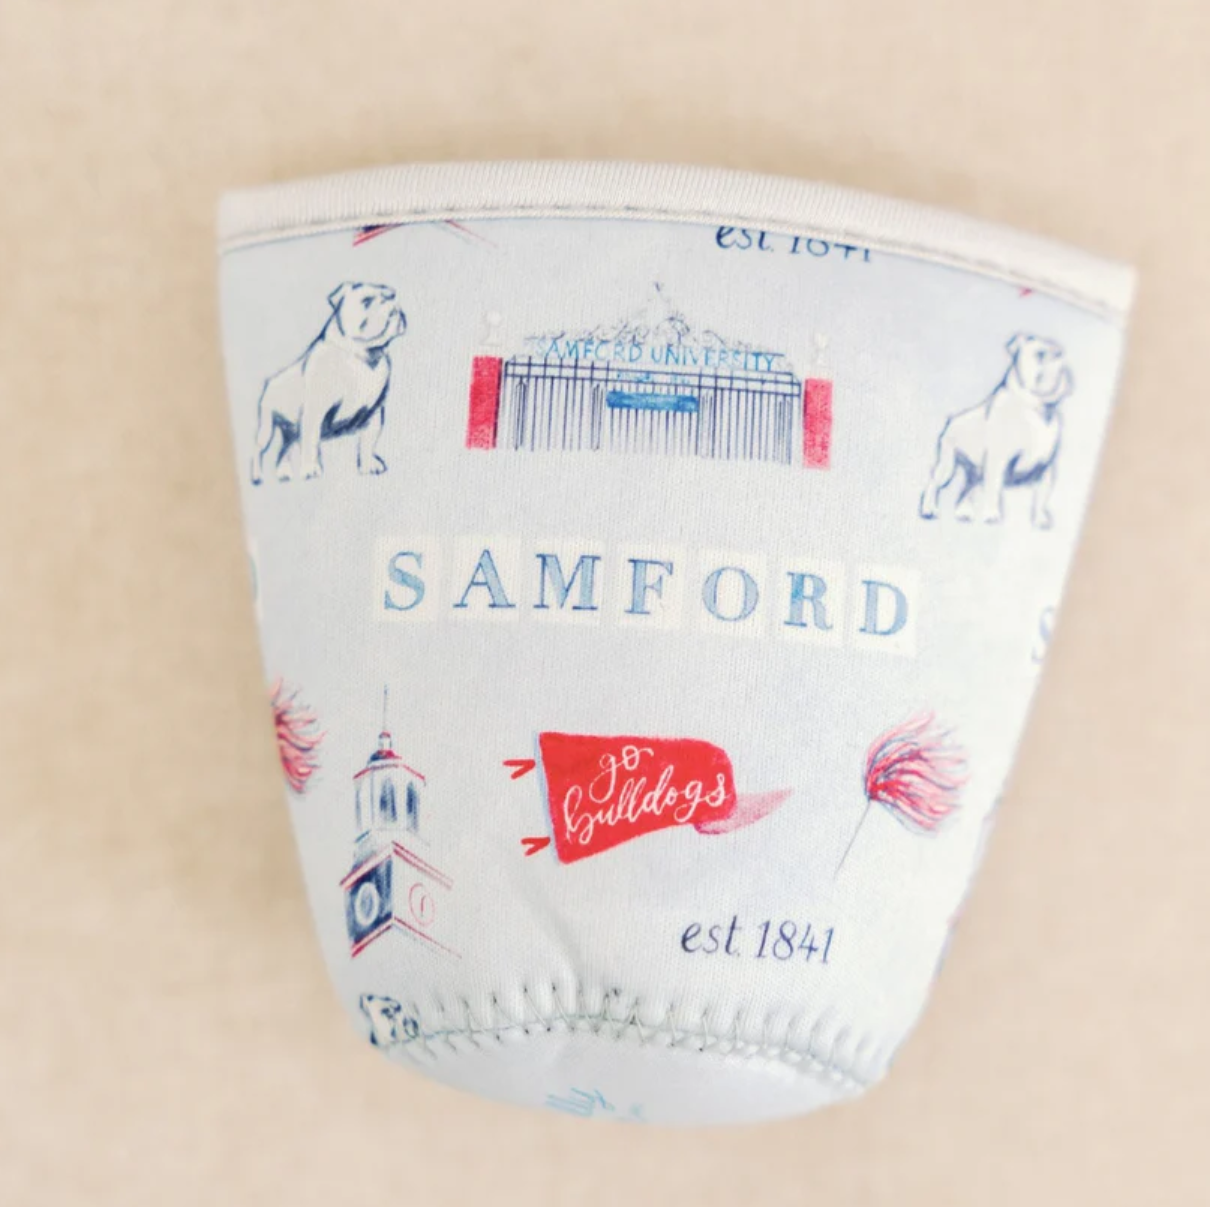 est. 1841
SAMFORD UNIVERSITY
SAMFORD
go
bulldogs
est. 1841